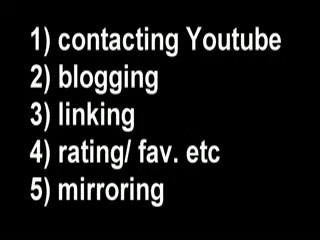 1) contacting Youtube
2) blogging
3) linking
4) rating/ fav. etc
5) mirroring